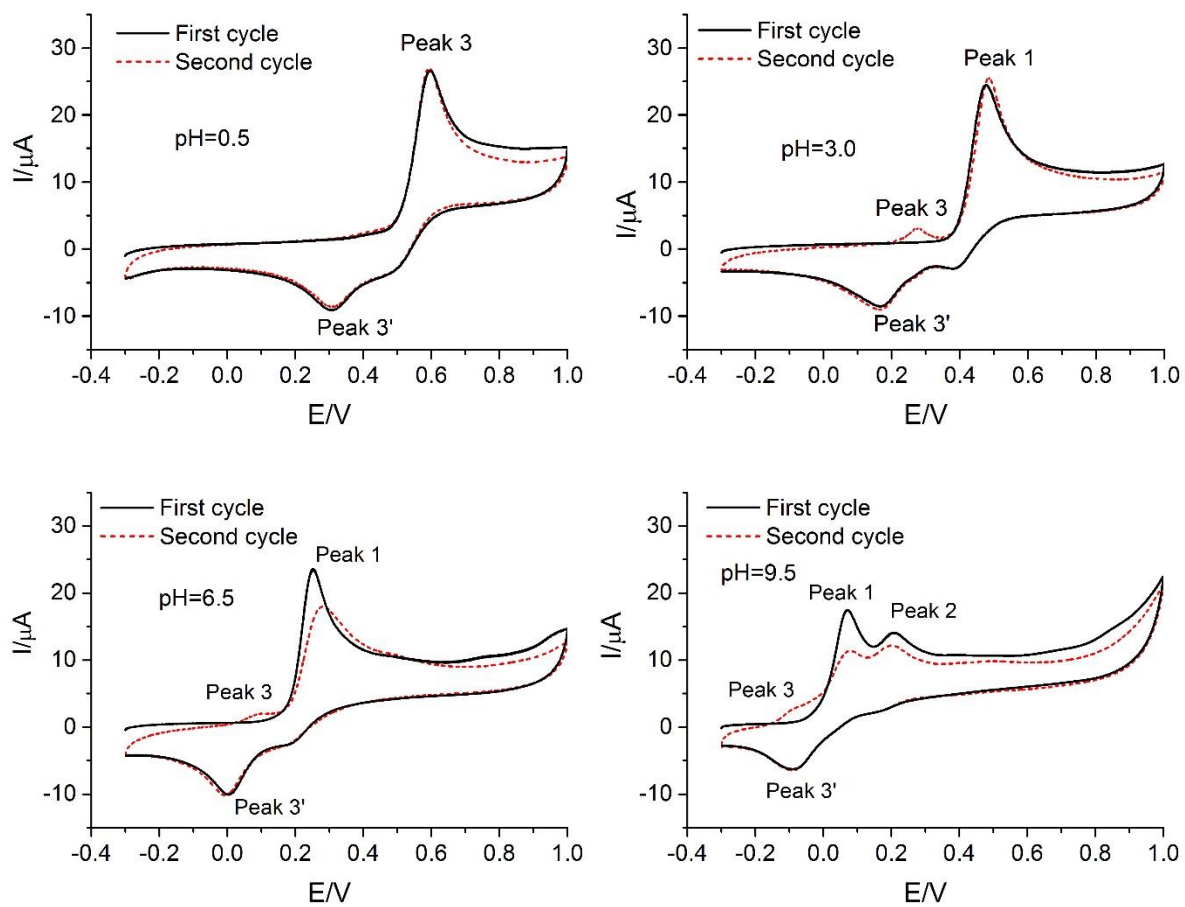 First cycle
Second cycle
Peak 3
pH=0.5
Peak 3'
I/µA
30
20
10
0
-10
-0.4 -0.2 0.0 0.2 0.4 0.6 0.8 1.0
E/V
First cycle
Second cycle
Peak 1
pH=3.0
Peak 3
Peak 3'
I/µA
30
20
10
0
-10
-0.4 -0.2 0.0 0.2 0.4 0.6 0.8 1.0
E/V
First cycle
Second cycle
Peak 1
pH=6.5
Peak 3
Peak 3'
I/µA
30
20
10
0
-10
-0.4 -0.2 0.0 0.2 0.4 0.6 0.8 1.0
E/V
First cycle
Second cycle
pH=9.5
Peak 1
Peak 2
Peak 3
Peak 3'
I/µA
30
20
10
0
-10
-0.4 -0.2 0.0 0.2 0.4 0.6 0.8 1.0
E/V